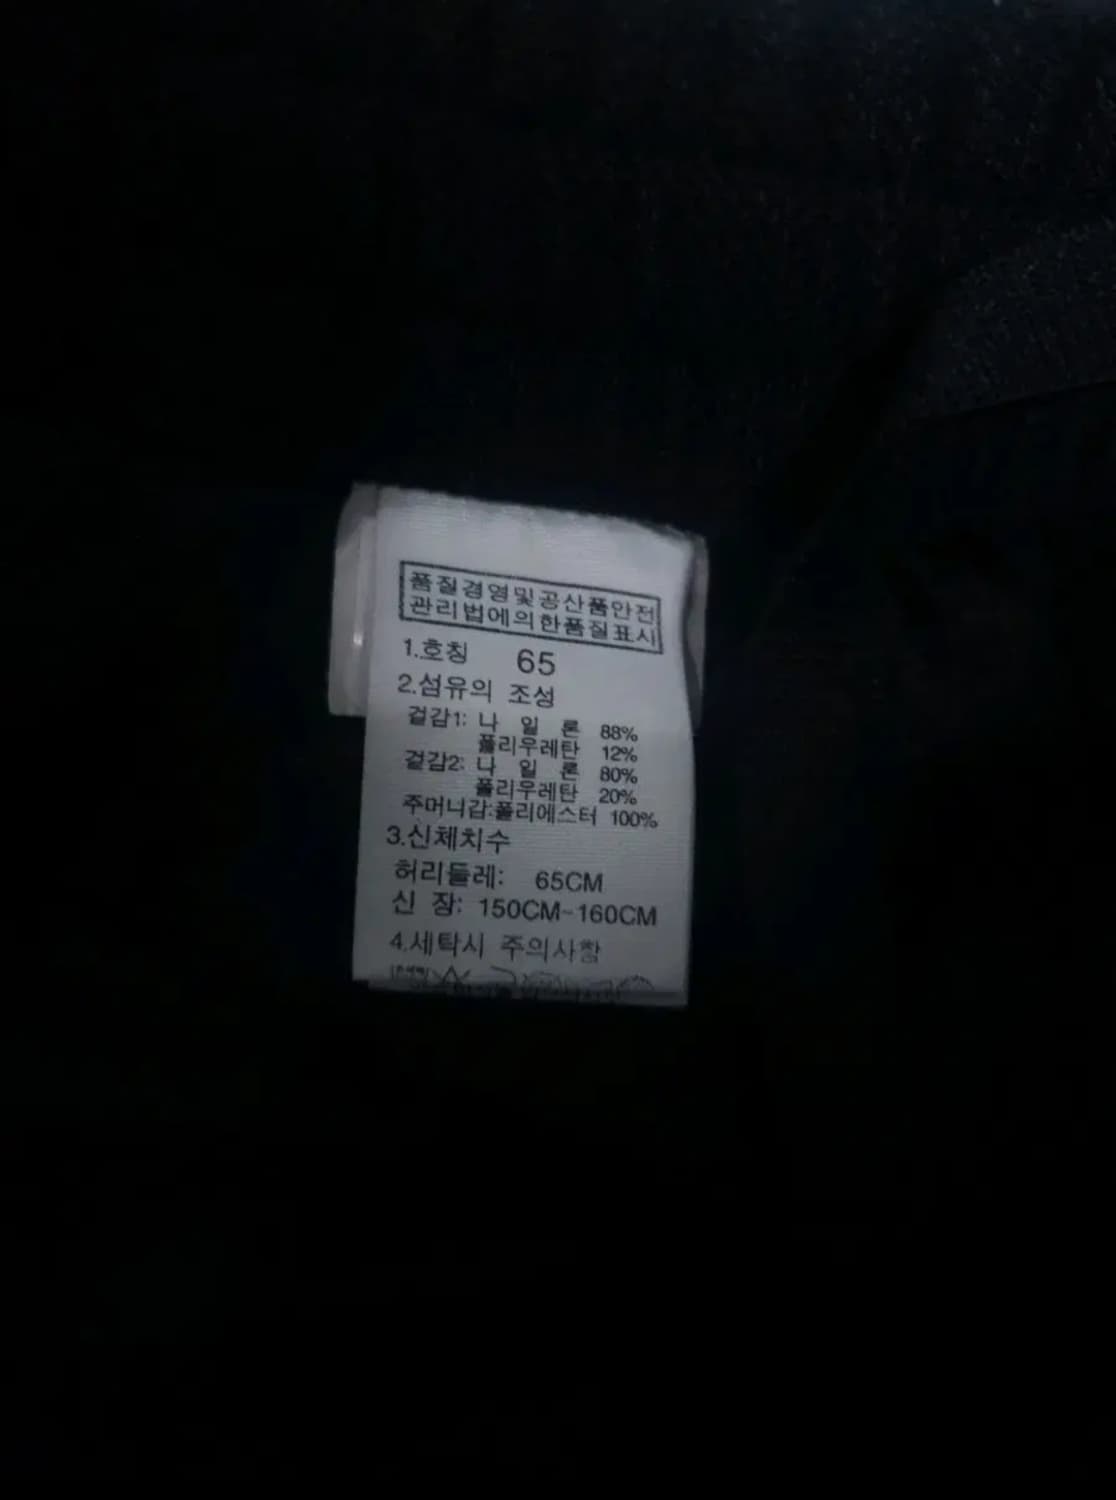 품질경영및공산품안전
관리법에의한품질표시
1.호칭 65
2.섬유의 조성
겉감1: 나 일 론 88%
폴리우레탄 12%
겉감2: 나 일 론 80%
폴리우레탄 20%
주머니감:폴리에스터 100%
3.신체치수
허리둘레: 65CM
신 장: 150CM~160CM
4.세탁시 주의사항